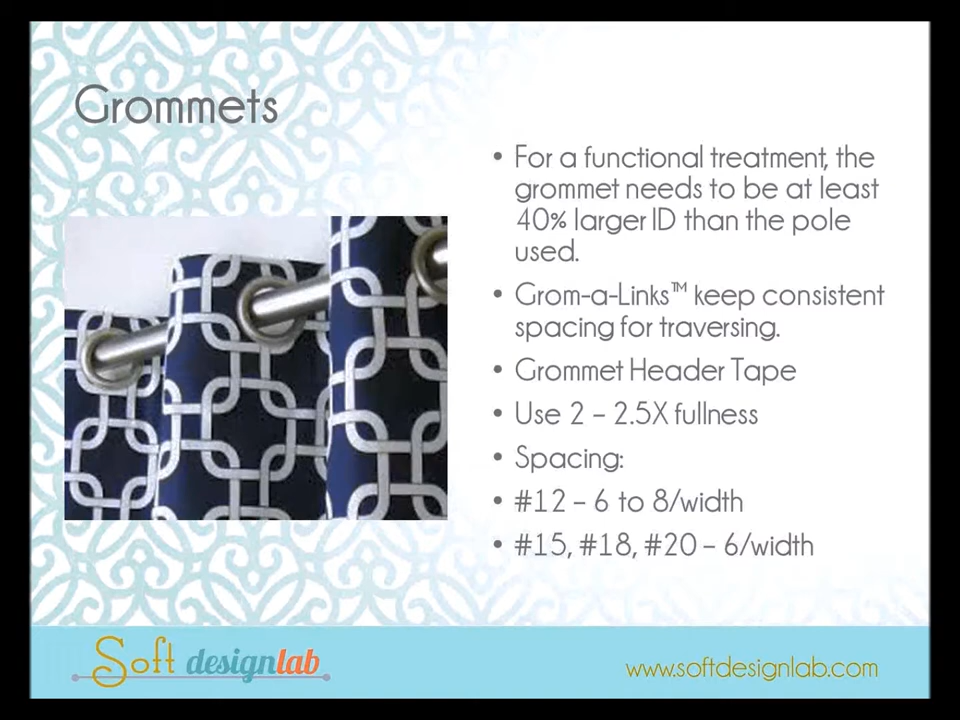 Grommets
• For a functional treatment, the
grommet needs to be at least
40% larger ID than the pole
used.
• Grom-a-Links™ keep consistent
spacing for traversing.
• Grommet Header Tape
• Use 2 – 2.5X fullness
• Spacing:
• #12 – 6 to 8/width
• #15, #18, #20 – 6/width
Soft designlab
www.softdesignlab.com